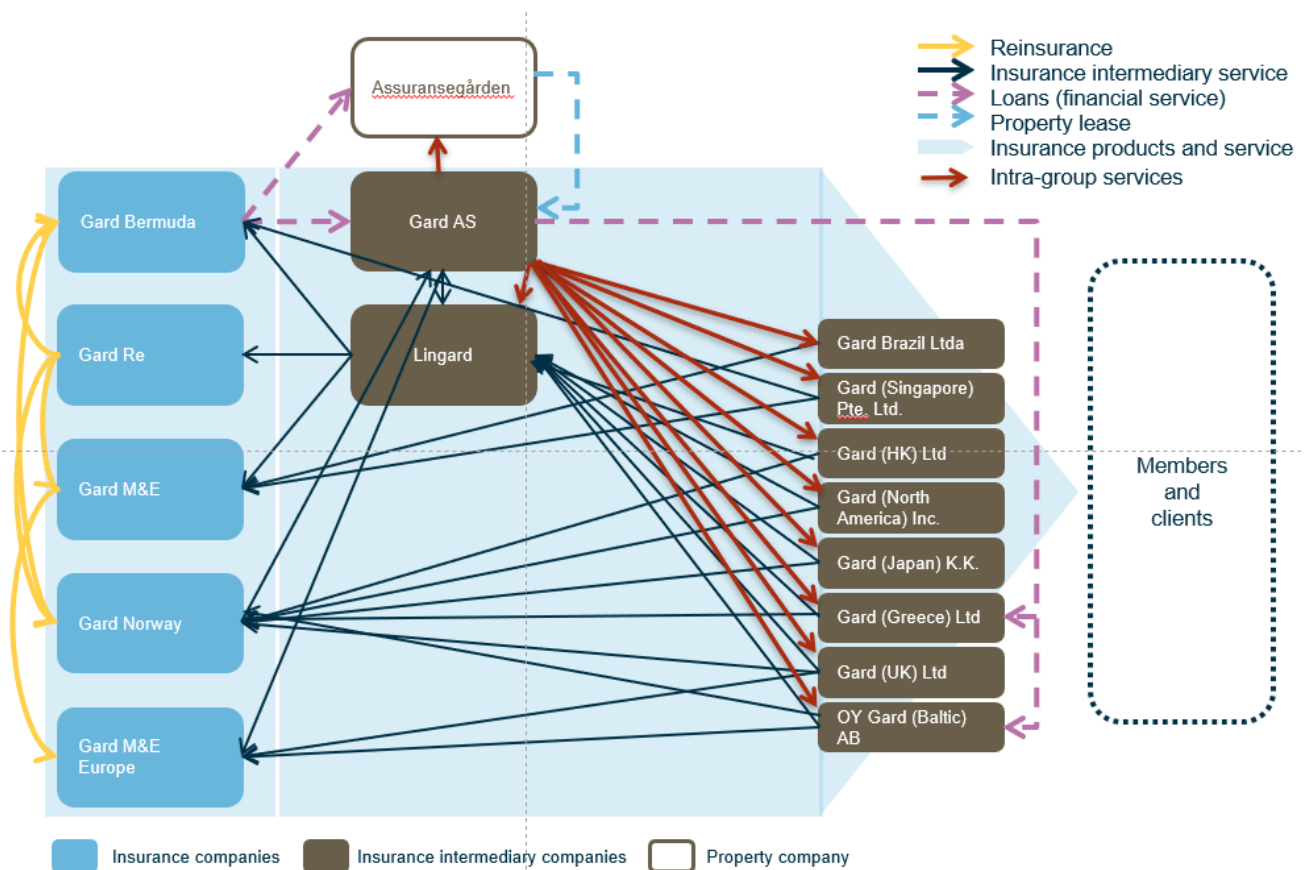 Reinsurance
Insurance intermediary service
Loans (financial service)
Property lease
Insurance products and service
Intra-group services
Assuransegården
Gard Bermuda
Gard AS
Gard Re
Lingard
Gard M&E
Gard Norway
Gard M&E
Europe
Gard Brazil Ltda
Gard (Singapore)
Pte. Ltd.
Gard (HK) Ltd
Gard (North
America) Inc.
Gard (Japan) K.K.
Gard (Greece) Ltd
Gard (UK) Ltd
OY Gard (Baltic)
AB
Members
and
clients
Insurance companies
Insurance intermediary companies
Property company